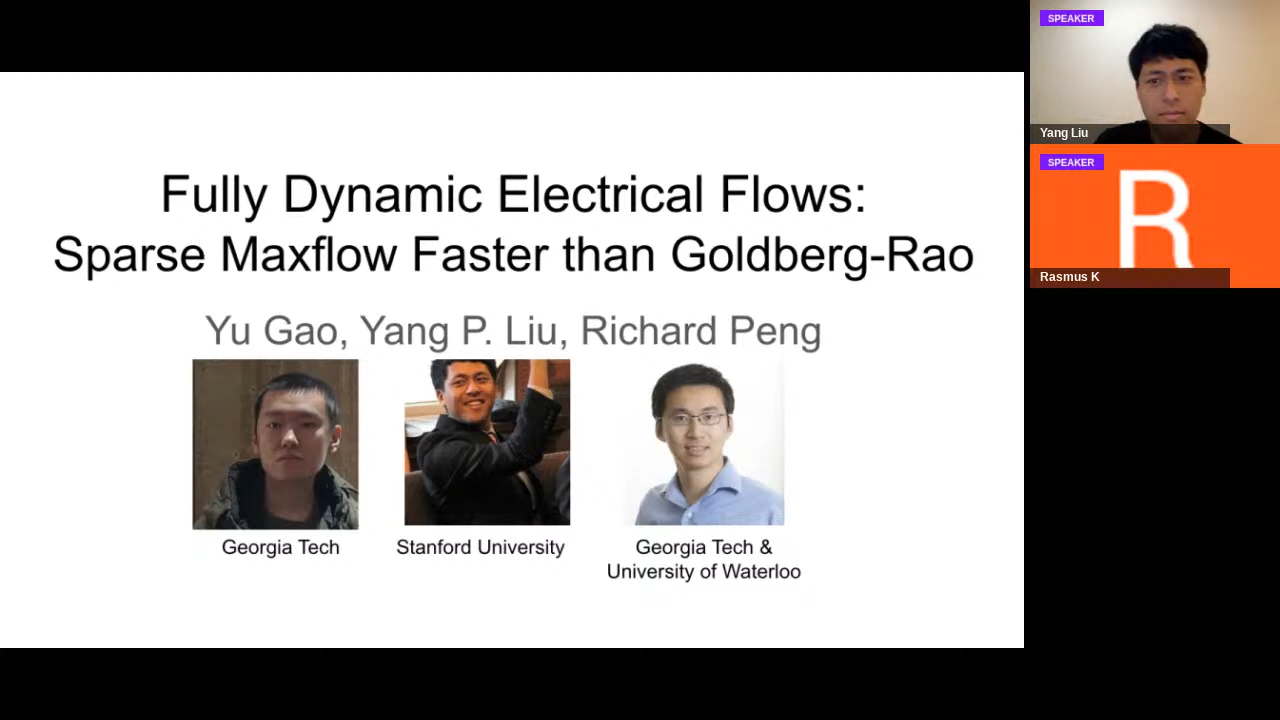 Fully Dynamic Electrical Flows:
Sparse Maxflow Faster than Goldberg-Rao
Yu Gao, Yang P. Liu, Richard Peng
Georgia Tech
Stanford University
Georgia Tech &
University of Waterloo
SPEAKER
Yang Liu
SPEAKER
R
Rasmus K